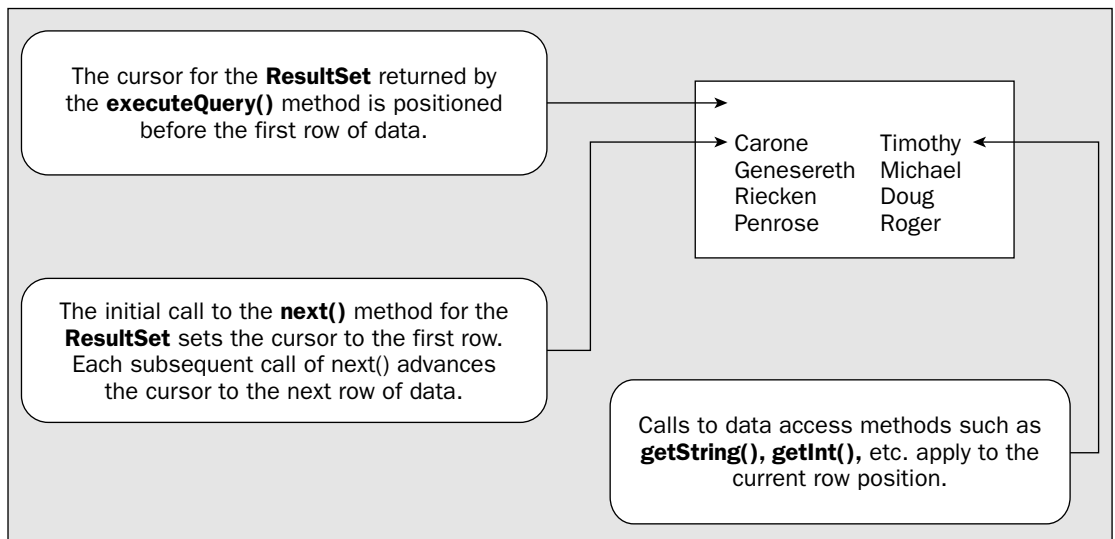 The cursor for the ResultSet returned by
the executeQuery() method is positioned
before the first row of data.
Carone Timothy
Genesereth Michael
Riecken Doug
Penrose Roger
The initial call to the next() method for the
ResultSet sets the cursor to the first row.
Each subsequent call of next() advances
the cursor to the next row of data.
Calls to data access methods such as
getString(), getInt(), etc. apply to the
current row position.